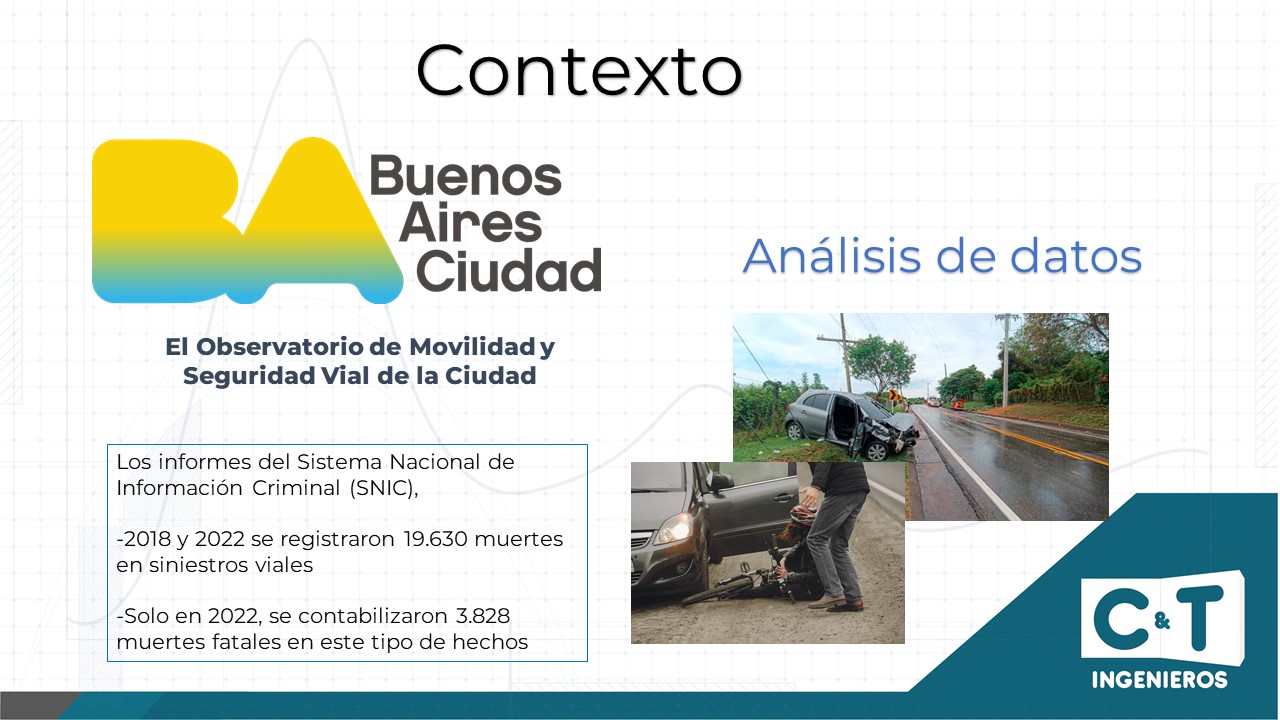 Contexto
Buenos
Aires
Ciudad
Análisis de datos
El Observatorio de Movilidad y
Seguridad Vial de la Ciudad
Los informes del Sistema Nacional de
Información Criminal (SNIC),
-2018 y 2022 se registraron 19.630 muertes
en siniestros viales
-Solo en 2022, se contabilizaron 3.828
muertes fatales en este tipo de hechos
C&T
INGENIEROS